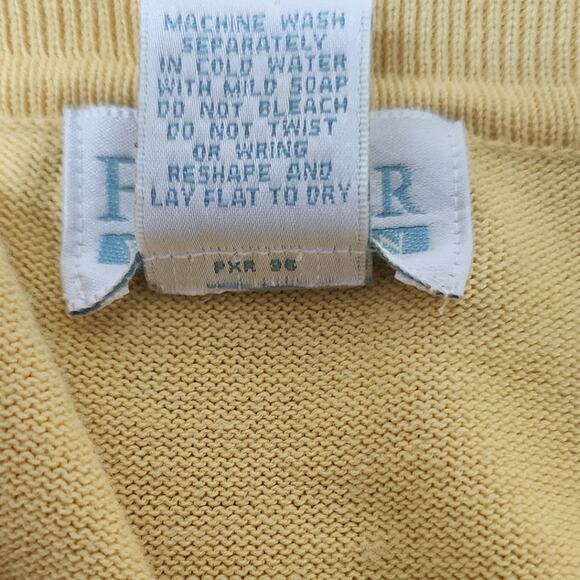 MACHINE WASH
SEPARATELY
IN COLD WATER
WITH MILD SOAP
DO NOT BLEACH
DO NOT TWIST
OR WRING
RESHAPE AND
LAY FLAT TO DRY
PXR 96